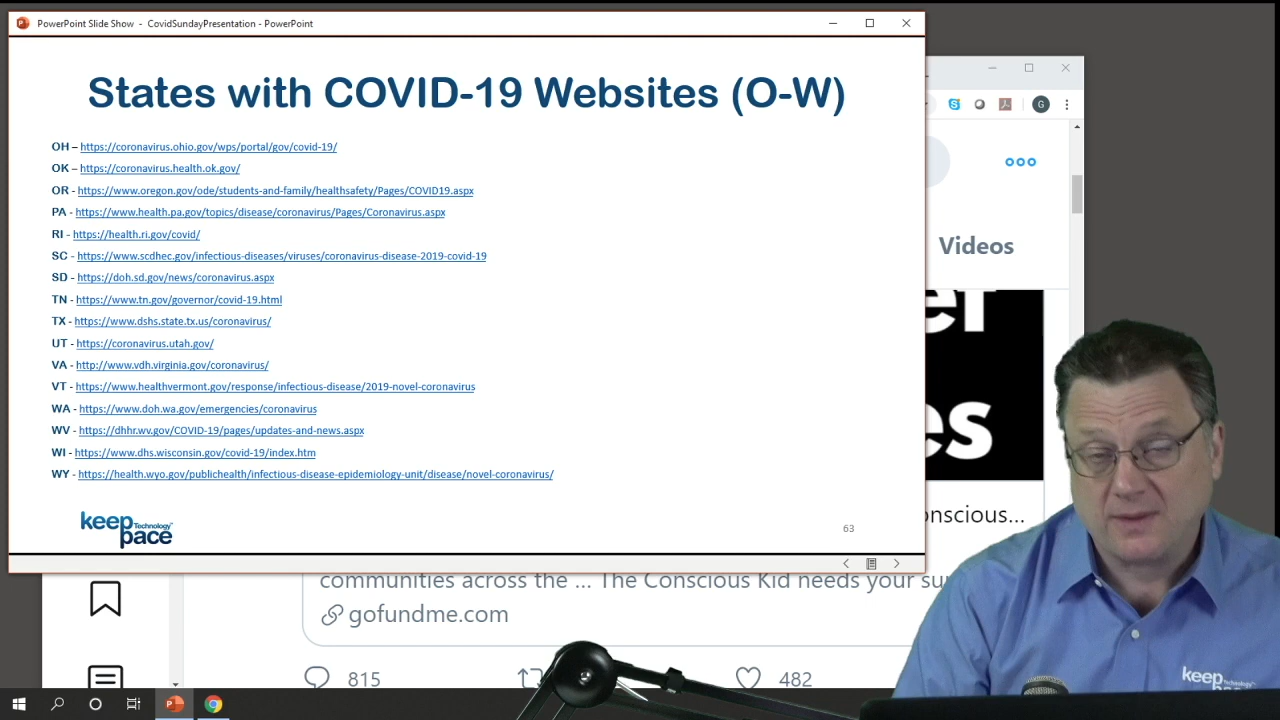 PowerPoint Slide Show - CovidSundayPresentation - PowerPoint
States with COVID-19 Websites (O-W)
OH – https://coronavirus.ohio.gov/wps/portal/gov/covid-19/
OK – https://coronavirus.health.ok.gov/
OR - https://www.oregon.gov/ode/students-and-family/healthsafety/Pages/COVID19.aspx
PA - https://www.health.pa.gov/topics/disease/coronavirus/Pages/Coronavirus.aspx
RI - https://health.ri.gov/covid/
SC - https://www.scdhec.gov/infectious-diseases/viruses/coronavirus-disease-2019-covid-19
SD - https://doh.sd.gov/news/coronavirus.aspx
TN - https://www.tn.gov/governor/covid-19.html
TX - https://www.dshs.state.tx.us/coronavirus/
UT - https://coronavirus.utah.gov/
VA - http://www.vdh.virginia.gov/coronavirus/
VT - https://www.healthvermont.gov/response/infectious-disease/2019-novel-coronavirus
WA - https://www.doh.wa.gov/emergencies/coronavirus
WV - https://dhhr.wv.gov/COVID-19/pages/updates-and-news.aspx
WI - https://www.dhs.wisconsin.gov/covid-19/index.htm
WY - https://health.wyo.gov/publichealth/infectious-disease-epidemiology-unit/disease/novel-coronavirus/
keep Technology™
pace
63
G
Videos
communities across the ... The Conscious Kid needs your
gofundme.com
815
482
keep Technology
pace